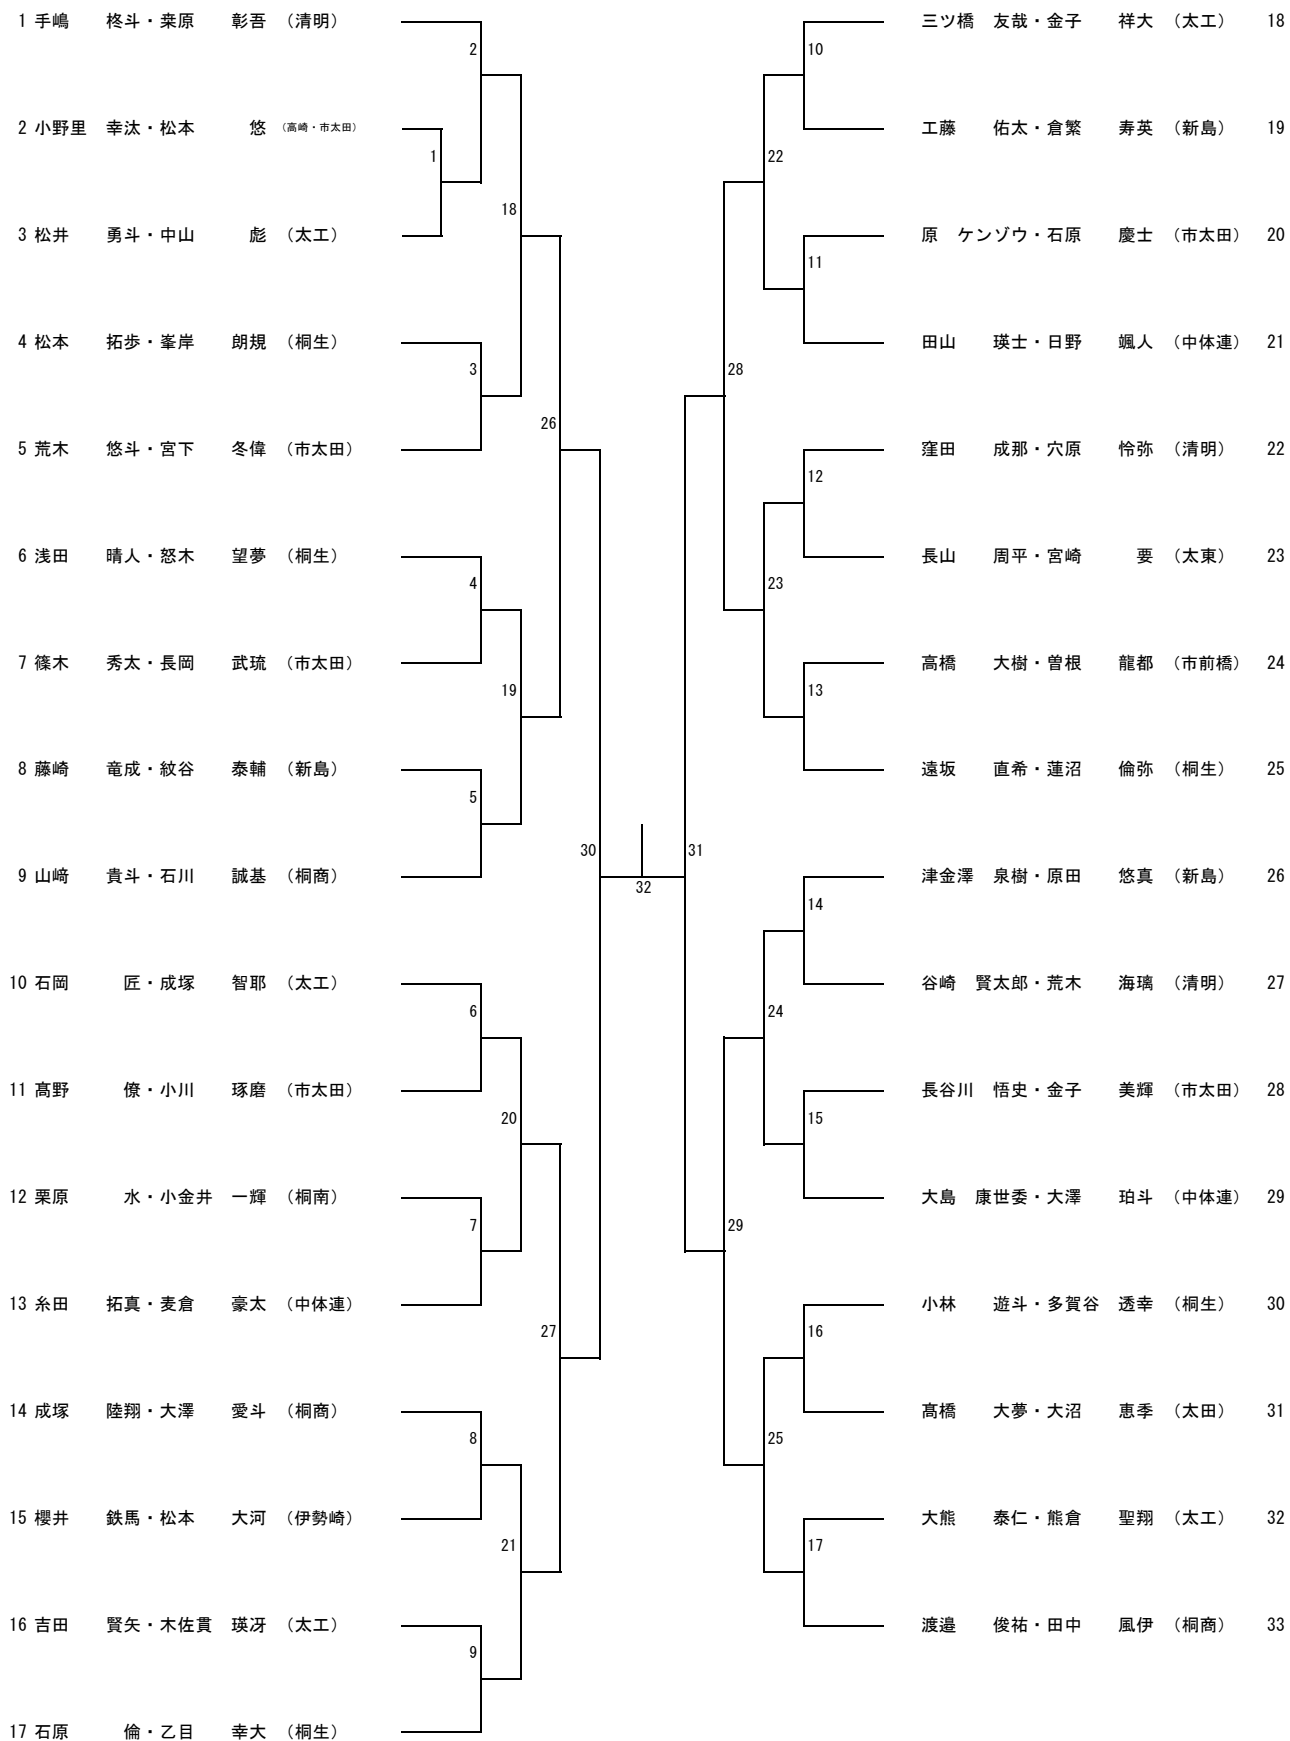 1 手嶋 柊斗・桒原 彰吾 (清明)
2 小野里 幸汰・松本 悠 (高崎・市太田)
3 松井 勇斗・中山 彪 (太工)
4 松本 拓歩・峯岸 朗規 (桐生)
5 荒木 悠斗・宮下 冬偉 (市太田)
6 浅田 晴人・怒木 望夢 (桐生)
7 篠木 秀太・長岡 武琉 (市太田)
8 藤崎 竜成・紋谷 泰輔 (新島)
9 山﨑 貴斗・石川 誠基 (桐商)
10 石岡 匠・成塚 智耶 (太工)
11 髙野 僚・小川 琢磨 (市太田)
12 栗原 水・小金井 一輝 (桐南)
13 糸田 拓真・麦倉 豪太 (中体連)
14 成塚 陸翔・大澤 愛斗 (桐商)
15 櫻井 鉄馬・松本 大河 (伊勢崎)
16 吉田 賢矢・木佐貫 瑛冴 (太工)
17 石原 倫・乙目 幸大 (桐生)
1
2
3
4
5
6
7
8
9
18
19
20
21
26
27
30
32
31
28
29
22
23
24
25
10
11
12
13
14
15
16
17
三ツ橋 友哉・金子 祥大 (太工) 18
工藤 佑太・倉繁 寿英 (新島) 19
原 ケンゾウ・石原 慶士 (市太田) 20
田山 瑛士・日野 颯人 (中体連) 21
窪田 成那・穴原 怜弥 (清明) 22
長山 周平・宮崎 要 (太東) 23
高橋 大樹・曽根 龍都 (市前橋) 24
遠坂 直希・蓮沼 倫弥 (桐生) 25
津金澤 泉樹・原田 悠真 (新島) 26
谷崎 賢太郎・荒木 海璃 (清明) 27
長谷川 悟史・金子 美輝 (市太田) 28
大島 康世委・大澤 珀斗 (中体連) 29
小林 遊斗・多賀谷 透幸 (桐生) 30
髙橋 大夢・大沼 恵季 (太田) 31
大熊 泰仁・熊倉 聖翔 (太工) 32
渡邉 俊祐・田中 風伊 (桐商) 33